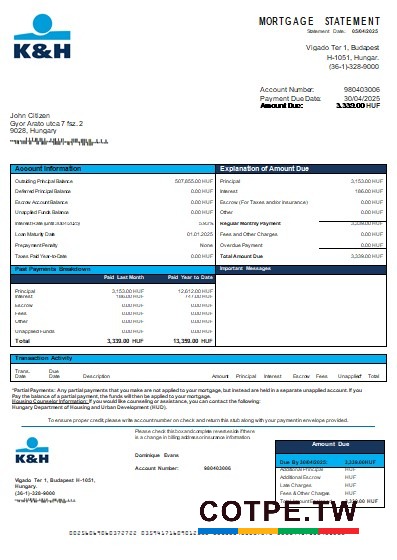 K&H
MORTGAGE STATEMENT
Statement Date: 05/04/2025
Vigado Ter 1, Budapest
H-1051, Hungar.
(36-1)-328-9000
Account Number: 980403006
Payment Due Date: 30/04/2025
Amount Due: 3,339.00 HUF
John Citizen
Gyor Arato utca 7 fsz. 2
9028, Hungary
Account Information
Outstanding Principal Balance 507,855.00 HUF
Deferred Principal Balance 0.00 HUF
Escrow Account Balance 0.00 HUF
Unapplied Funds Balance 0.00 HUF
Interest Rate (until 30/04/2025)
Loan Maturity Date 01.01.2025
Prepayment Penalty None
Taxes Paid Year-to-Date 0.00 HUF
Explanation of Amount Due
Principal 3,153.00 HUF
Interest 186.00 HUF
Escrow (For Taxes and/or Insurance) 0.00 HUF
Other 0.00 HUF
Regular Monthly Payment 3,339.00 HUF
Fees and Other Charges 0.00 HUF
Overdue Payment 0.00 HUF
Total Amount Due 3,339.00 HUF
Past Payments Breakdown
Paid Last Month Paid Year to Date
Principal 3,153.00 HUF 12,612.00 HUF
Interest 186.00 HUF 747.00 HUF
Escrow 0.00 HUF 0.00 HUF
Fees 0.00 HUF 0.00 HUF
Other 0.00 HUF 0.00 HUF
Unapplied Funds 0.00 HUF 0.00 HUF
Total 3,339.00 HUF 13,359.00 HUF
Important Messages
Transaction Activity
Trans. Date Due Date Description Amount Principal Interest Escrow Fees Unapplied* Total
*Partial Payments: Any partial payments that you make are not applied to your mortgage, but instead are held in a separate unapplied account. If you
Pay the balance of a partial payment, the funds will then be applied to your mortgage.
Housing Counselor Information: If you would like counseling or assistance, you can contact the following:
Hungary Department of Housing and Urban Development (HUD).
To ensure proper credit please write account number on check and return this stub along with your payment in envelope provided.
K&H
Please check this box and complete reverse side if there
is a change in billing address or insurance information.
Dominique Evans
Account Number: 980403006
Vigado Ter 1, Budapest H-1051,
Hungary.
(36-1)-328-9000
Amount Due
Due By 30/04/2025: 3,339.00 HUF
Additional Principal HUF
Additional Escrow HUF
Late Charges HUF
Fees & Other Charges HUF
HUF
COTPE.TW